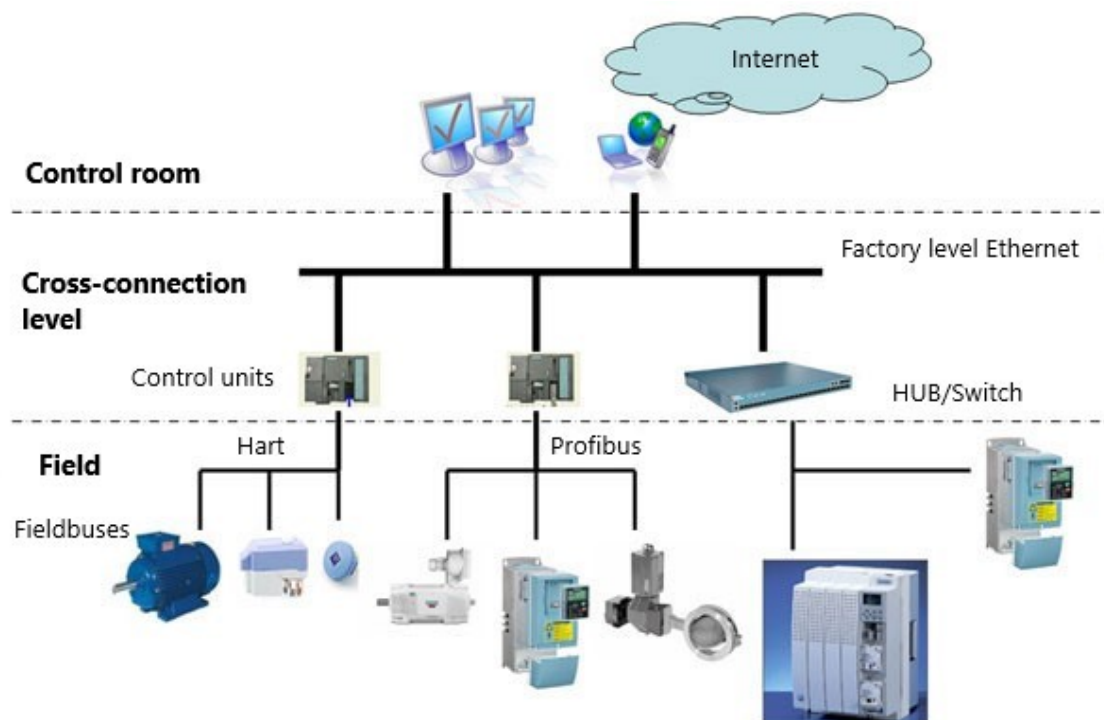 Internet
Control room
Factory level Ethernet
Cross-connection
level
Control units
HUB/Switch
Hart
Profibus
Field
Fieldbuses